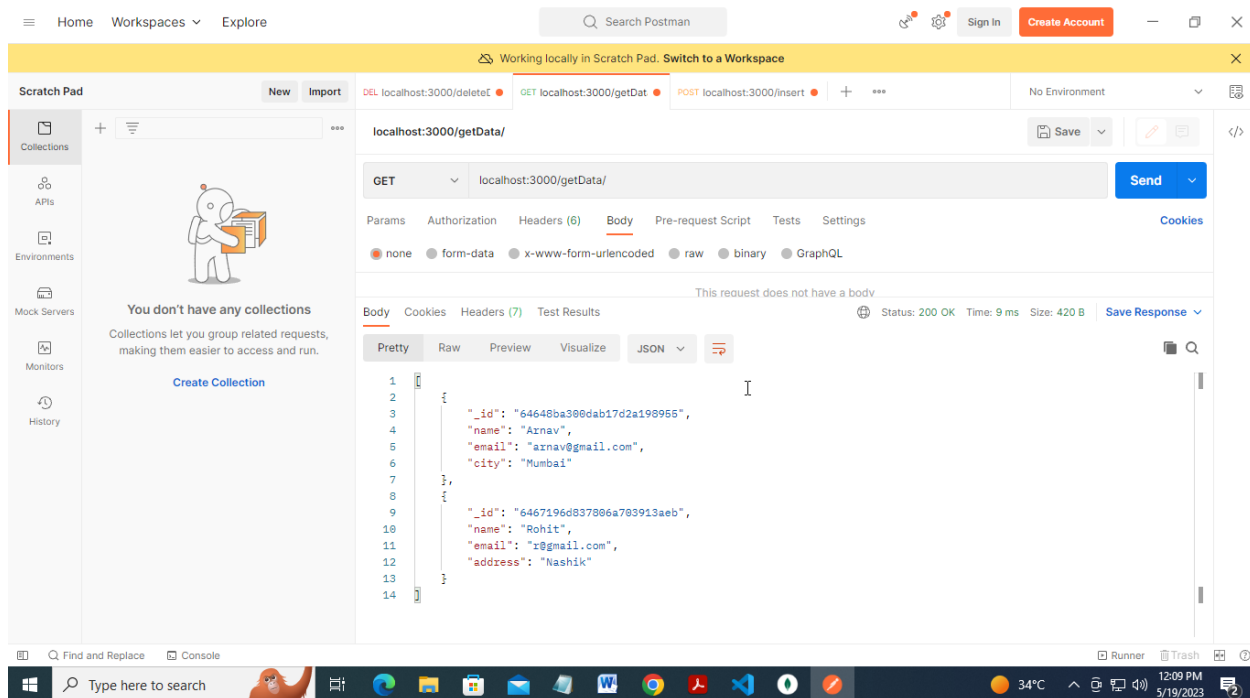 Home Workspaces Explore Search Postman Sign In Create Account
Working locally in Scratch Pad. Switch to a Workspace
Scratch Pad New Import DEL localhost:3000/deleteD GET localhost:3000/getDat POST localhost:3000/insert No Environment
Collections localhost:3000/getData/ Save
GET localhost:3000/getData/ Send
APIs
Params Authorization Headers (6) Body Pre-request Script Tests Settings Cookies
Environments
none form-data x-www-form-urlencoded raw binary GraphQL
This request does not have a body
Mock Servers
You don't have any collections
Body Cookies Headers (7) Test Results Status: 200 OK Time: 9 ms Size: 420 B Save Response
Collections let you group related requests,
making them easier to access and run.
Pretty Raw Preview Visualize JSON
Monitors
Create Collection
History
1 [
2 {
3 "_id": "64648ba300dab17d2a198955",
4 "name": "Arnav",
5 "email": "arnav@gmail.com",
6 "city": "Mumbai"
7 },
8 {
9 "_id": "6467196d837806a703913aeb",
10 "name": "Rohit",
11 "email": "r@gmail.com",
12 "address": "Nashik"
13 }
14 ]
Find and Replace Console Runner Trash
Type here to search 34°C 12:09 PM
5/19/2023 2